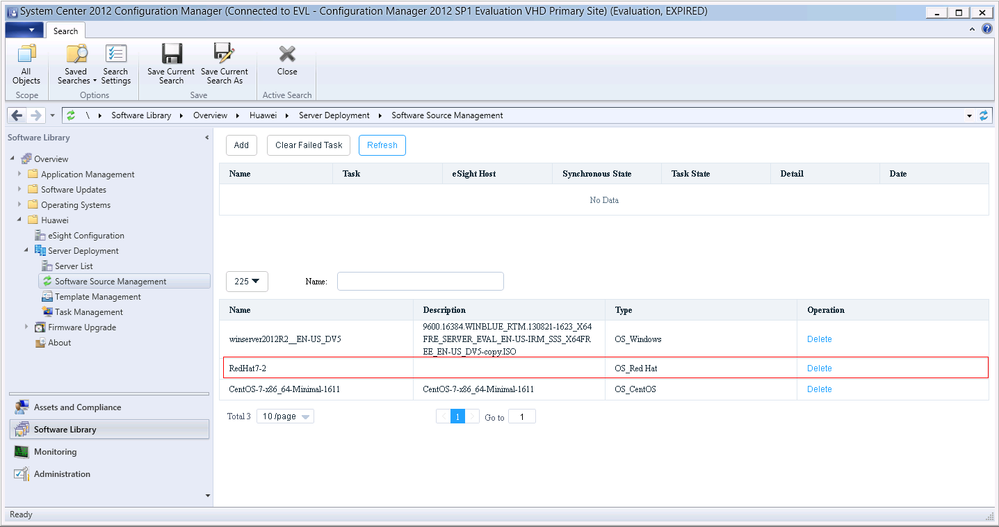 System Center 2012 Configuration Manager (Connected to EVL - Configuration Manager 2012 SP1 Evaluation VHD Primary Site) (Evaluation, EXPIRED)
Search
All Objects
Saved Searches
Search Settings
Save Current Search
Save Current Search As
Close
Scope
Options
Save
Active Search
\ Software Library Overview Huawei Server Deployment Software Source Management
Software Library
Overview
Application Management
Software Updates
Operating Systems
Huawei
eSight Configuration
Server Deployment
Server List
Software Source Management
Template Management
Task Management
Firmware Upgrade
About
Assets and Compliance
Software Library
Monitoring
Administration
Add Clear Failed Task Refresh
Name Task eSight Host Synchronous State Task State Detail Date
No Data
225 Name:
Name Description Type Operation
9600.16384.WINBLUE_RTM.130821-1623_X64
winserver2012R2__EN-US_DV5 FRE_SERVER_EVAL_EN-US-IRM_SSS_X64FR OS_Windows Delete
EE_EN-US_DV5-copy.ISO
RedHat7-2 OS_Red Hat Delete
CentOS-7-x86_64-Minimal-1611 CentOS-7-x86_64-Minimal-1611 OS_CentOS Delete
Total 3 10 /page 1 Go to 1
Ready